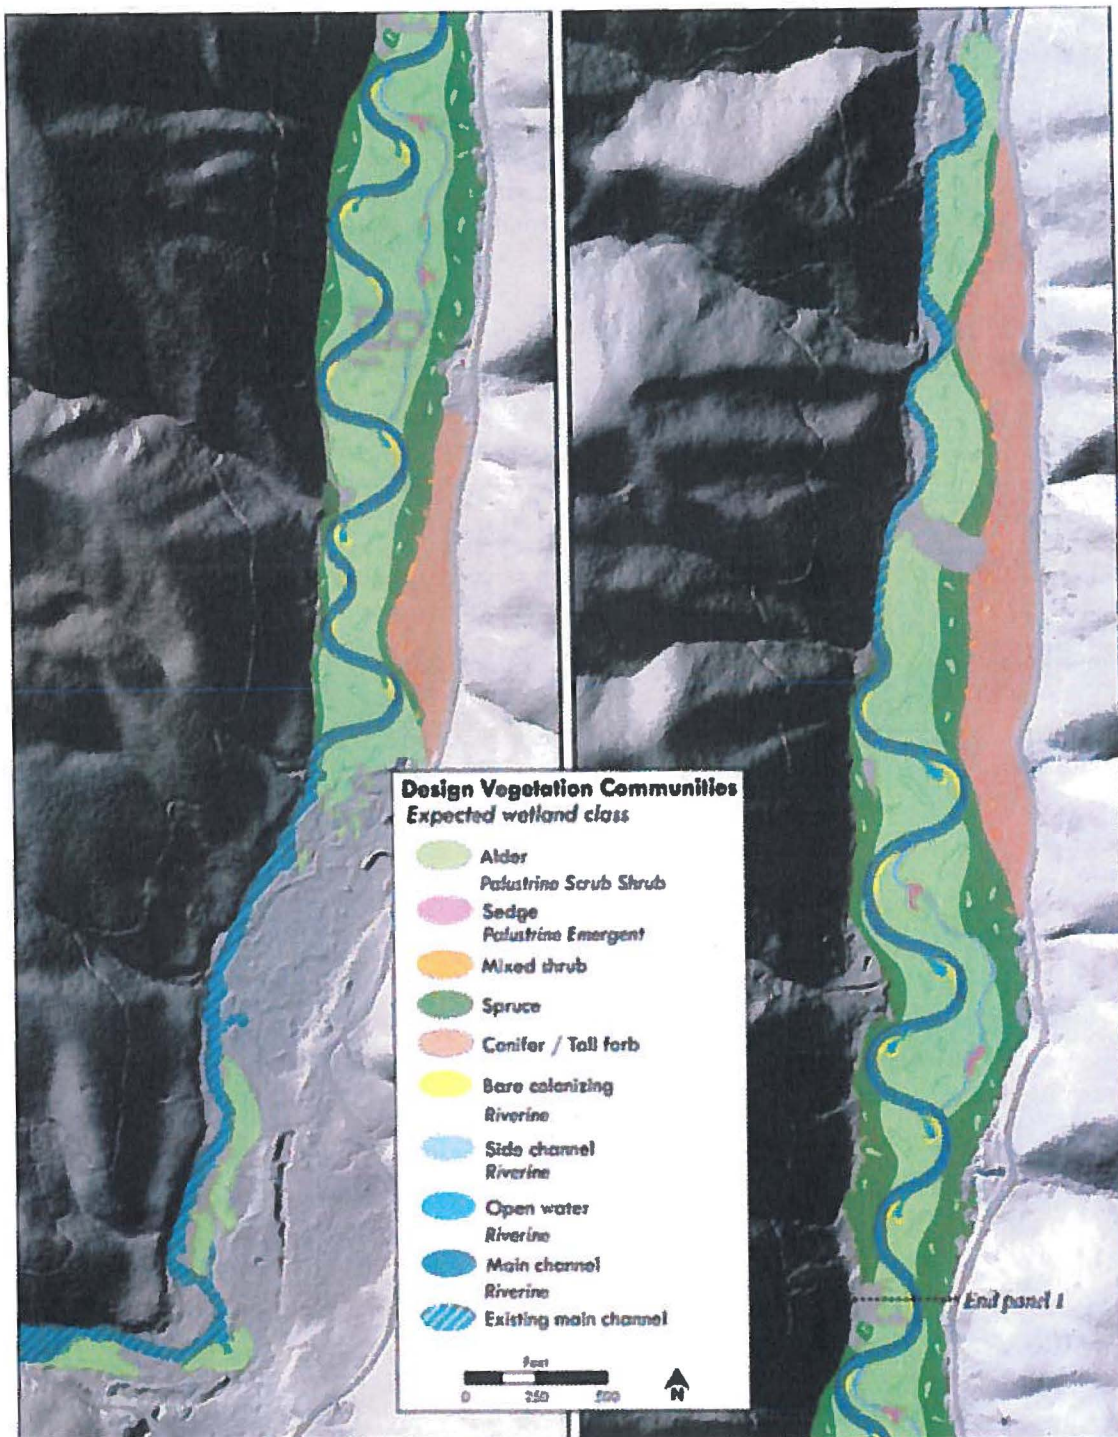 Design Vegetation Communities
Expected wetland class
Alder
Palustrine Scrub Shrub
Sedge
Palustrine Emergent
Mixed shrub
Spruce
Conifer / Tall forb
Bare colonizing
Riverine
Side channel
Riverine
Open water
Riverine
Main channel
Riverine
Existing main channel
Feet
0 250 500
N
End panel 1